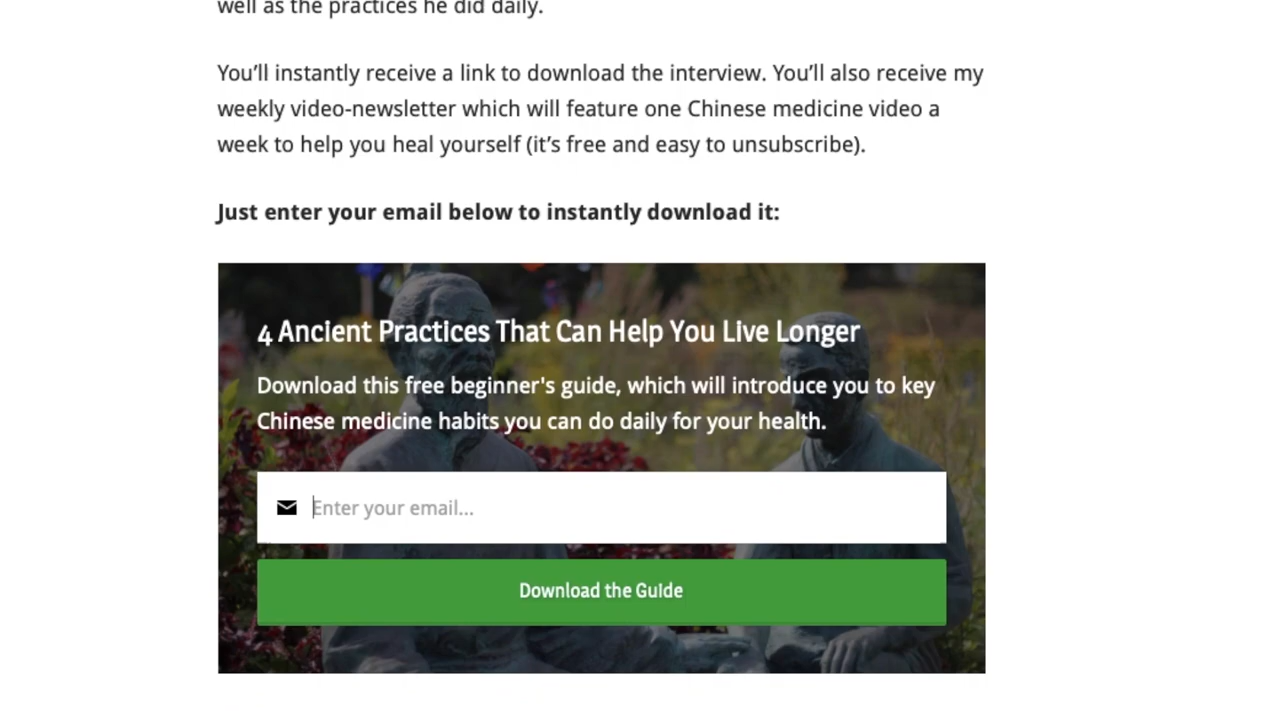 well as the practices he did daily.
You’ll instantly receive a link to download the interview. You’ll also receive my
weekly video-newsletter which will feature one Chinese medicine video a
week to help you heal yourself (it’s free and easy to unsubscribe).
Just enter your email below to instantly download it:
4 Ancient Practices That Can Help You Live Longer
Download this free beginner's guide, which will introduce you to key
Chinese medicine habits you can do daily for your health.
Enter your email...
Download the Guide